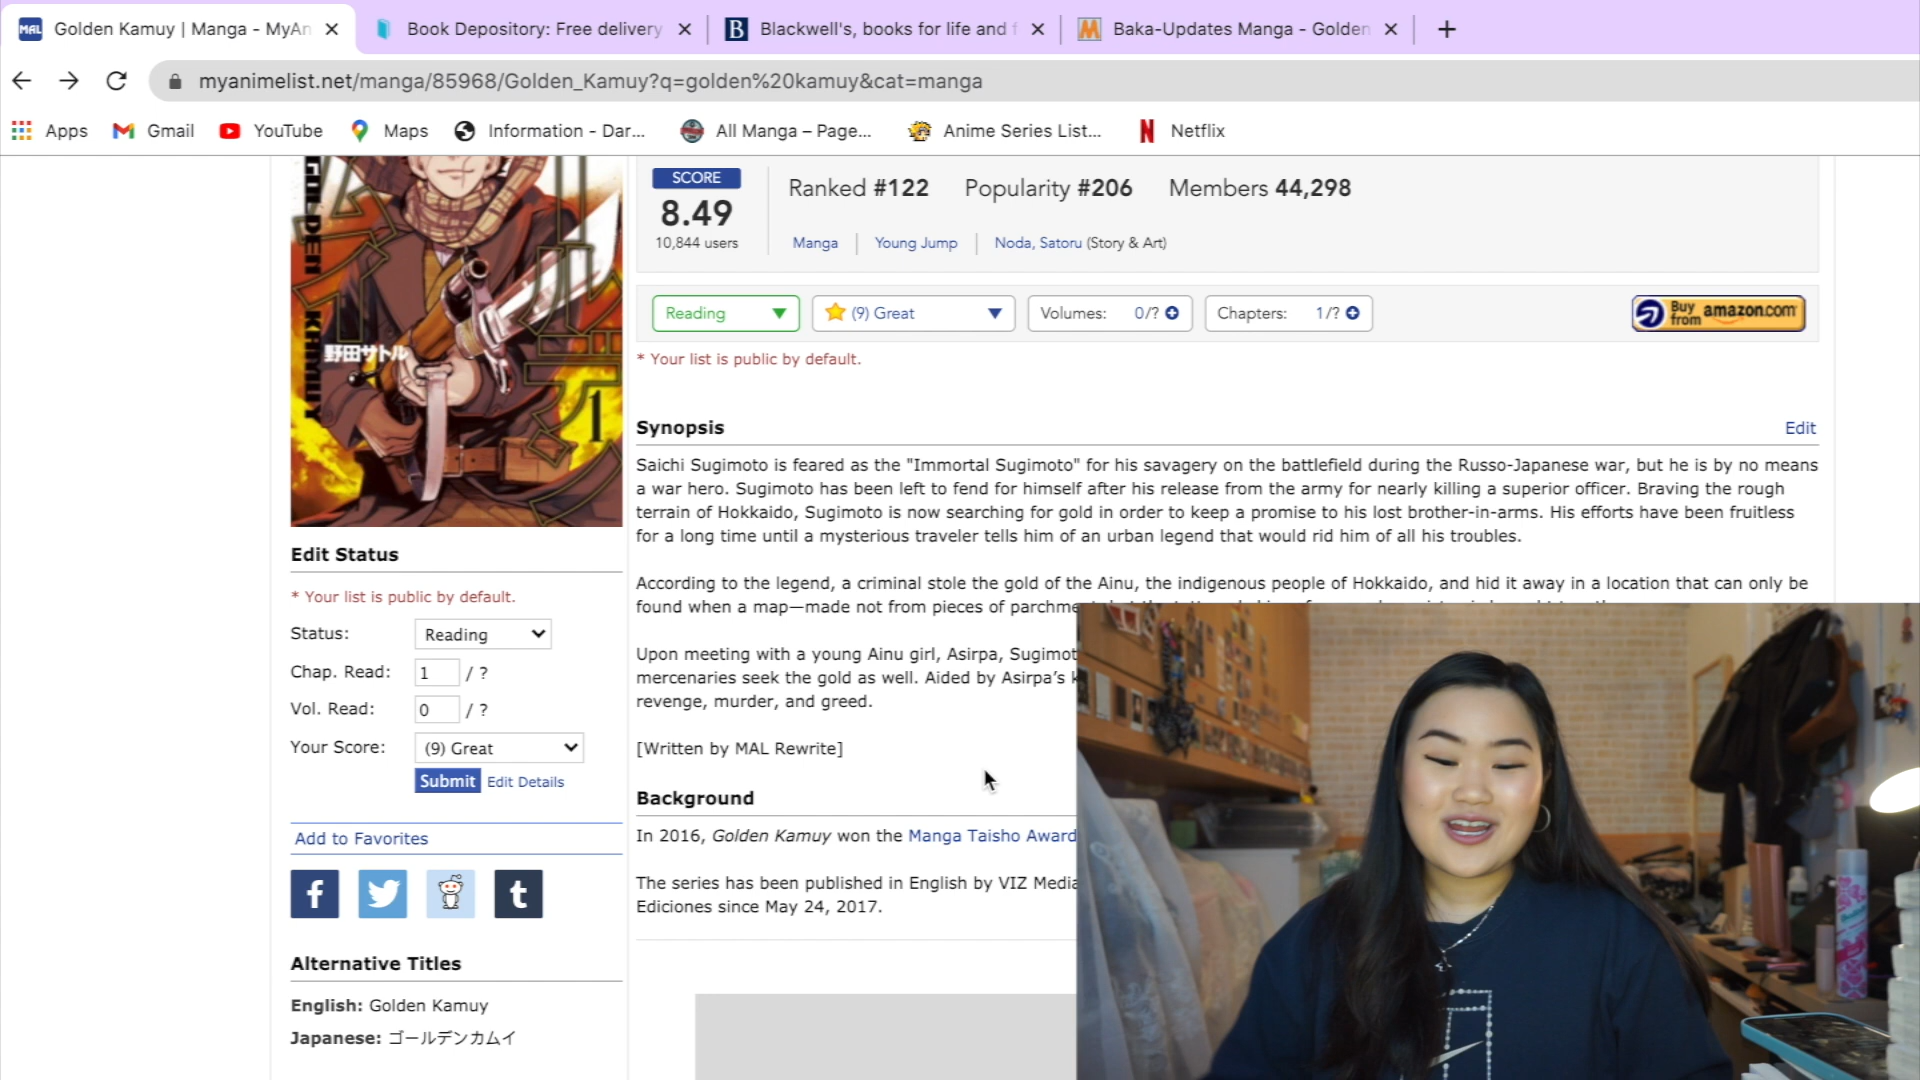 Golden Kamuy | Manga - MyAn
Book Depository: Free delivery
Blackwell's, books for life and f
Baka-Updates Manga - Golden
myanimelist.net/manga/85968/Golden_Kamuy?q=golden%20kamuy&cat=manga
Apps
Gmail
YouTube
Maps
Information - Dar...
All Manga – Page...
Anime Series List...
Netflix
GOLDEN KAMUY
野田サトル
1
SCORE
8.49
10,844 users
Ranked #122 Popularity #206 Members 44,298
Manga Young Jump Noda, Satoru (Story & Art)
Reading
(9) Great
Volumes: 0/?
Chapters: 1/?
Buy from amazon.com
* Your list is public by default.
Synopsis
Edit
Saichi Sugimoto is feared as the "Immortal Sugimoto" for his savagery on the battlefield during the Russo-Japanese war, but he is by no means
a war hero. Sugimoto has been left to fend for himself after his release from the army for nearly killing a superior officer. Braving the rough
terrain of Hokkaido, Sugimoto is now searching for gold in order to keep a promise to his lost brother-in-arms. His efforts have been fruitless
for a long time until a mysterious traveler tells him of an urban legend that would rid him of all his troubles.
According to the legend, a criminal stole the gold of the Ainu, the indigenous people of Hokkaido, and hid it away in a location that can only be
found when a map—made not from pieces of
Upon meeting with a young Ainu girl, Asirpa, Sugimot
mercenaries seek the gold as well. Aided by Asirpa's
revenge, murder, and greed.
[Written by MAL Rewrite]
Background
In 2016, Golden Kamuy won the Manga Taisho Award
The series has been published in English by VIZ Media
Ediciones since May 24, 2017.
Edit Status
* Your list is public by default.
Status: Reading
Chap. Read: 1 / ?
Vol. Read: 0 / ?
Your Score: (9) Great
Submit Edit Details
Add to Favorites
Alternative Titles
English: Golden Kamuy
Japanese: ゴールデンカムイ